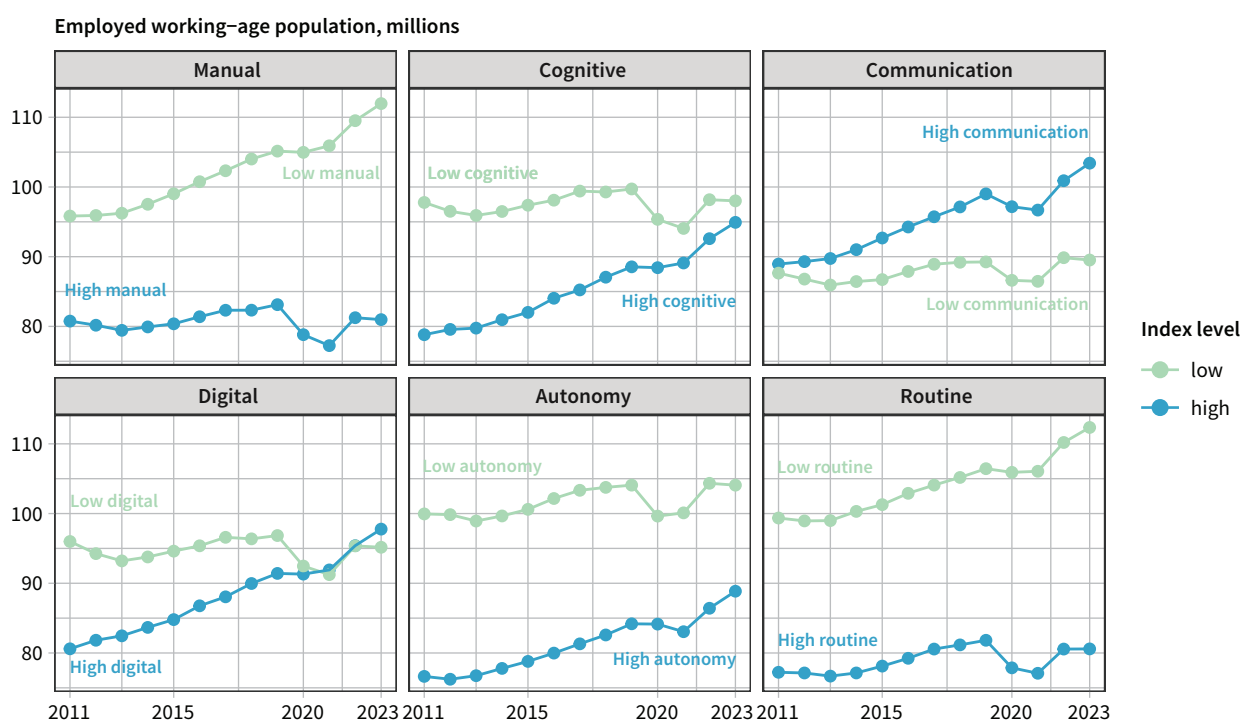 Employed working−age population, millions
Manual
Cognitive
Communication
110
100
90
80
Low manual
High manual
Low cognitive
High cognitive
High communication
Low communication
Index level
low
high
Digital
Autonomy
Routine
110
100
90
80
Low digital
High digital
Low autonomy
High autonomy
Low routine
High routine
2011 2015 2020 2023
2011 2015 2020 2023
2011 2015 2020 2023